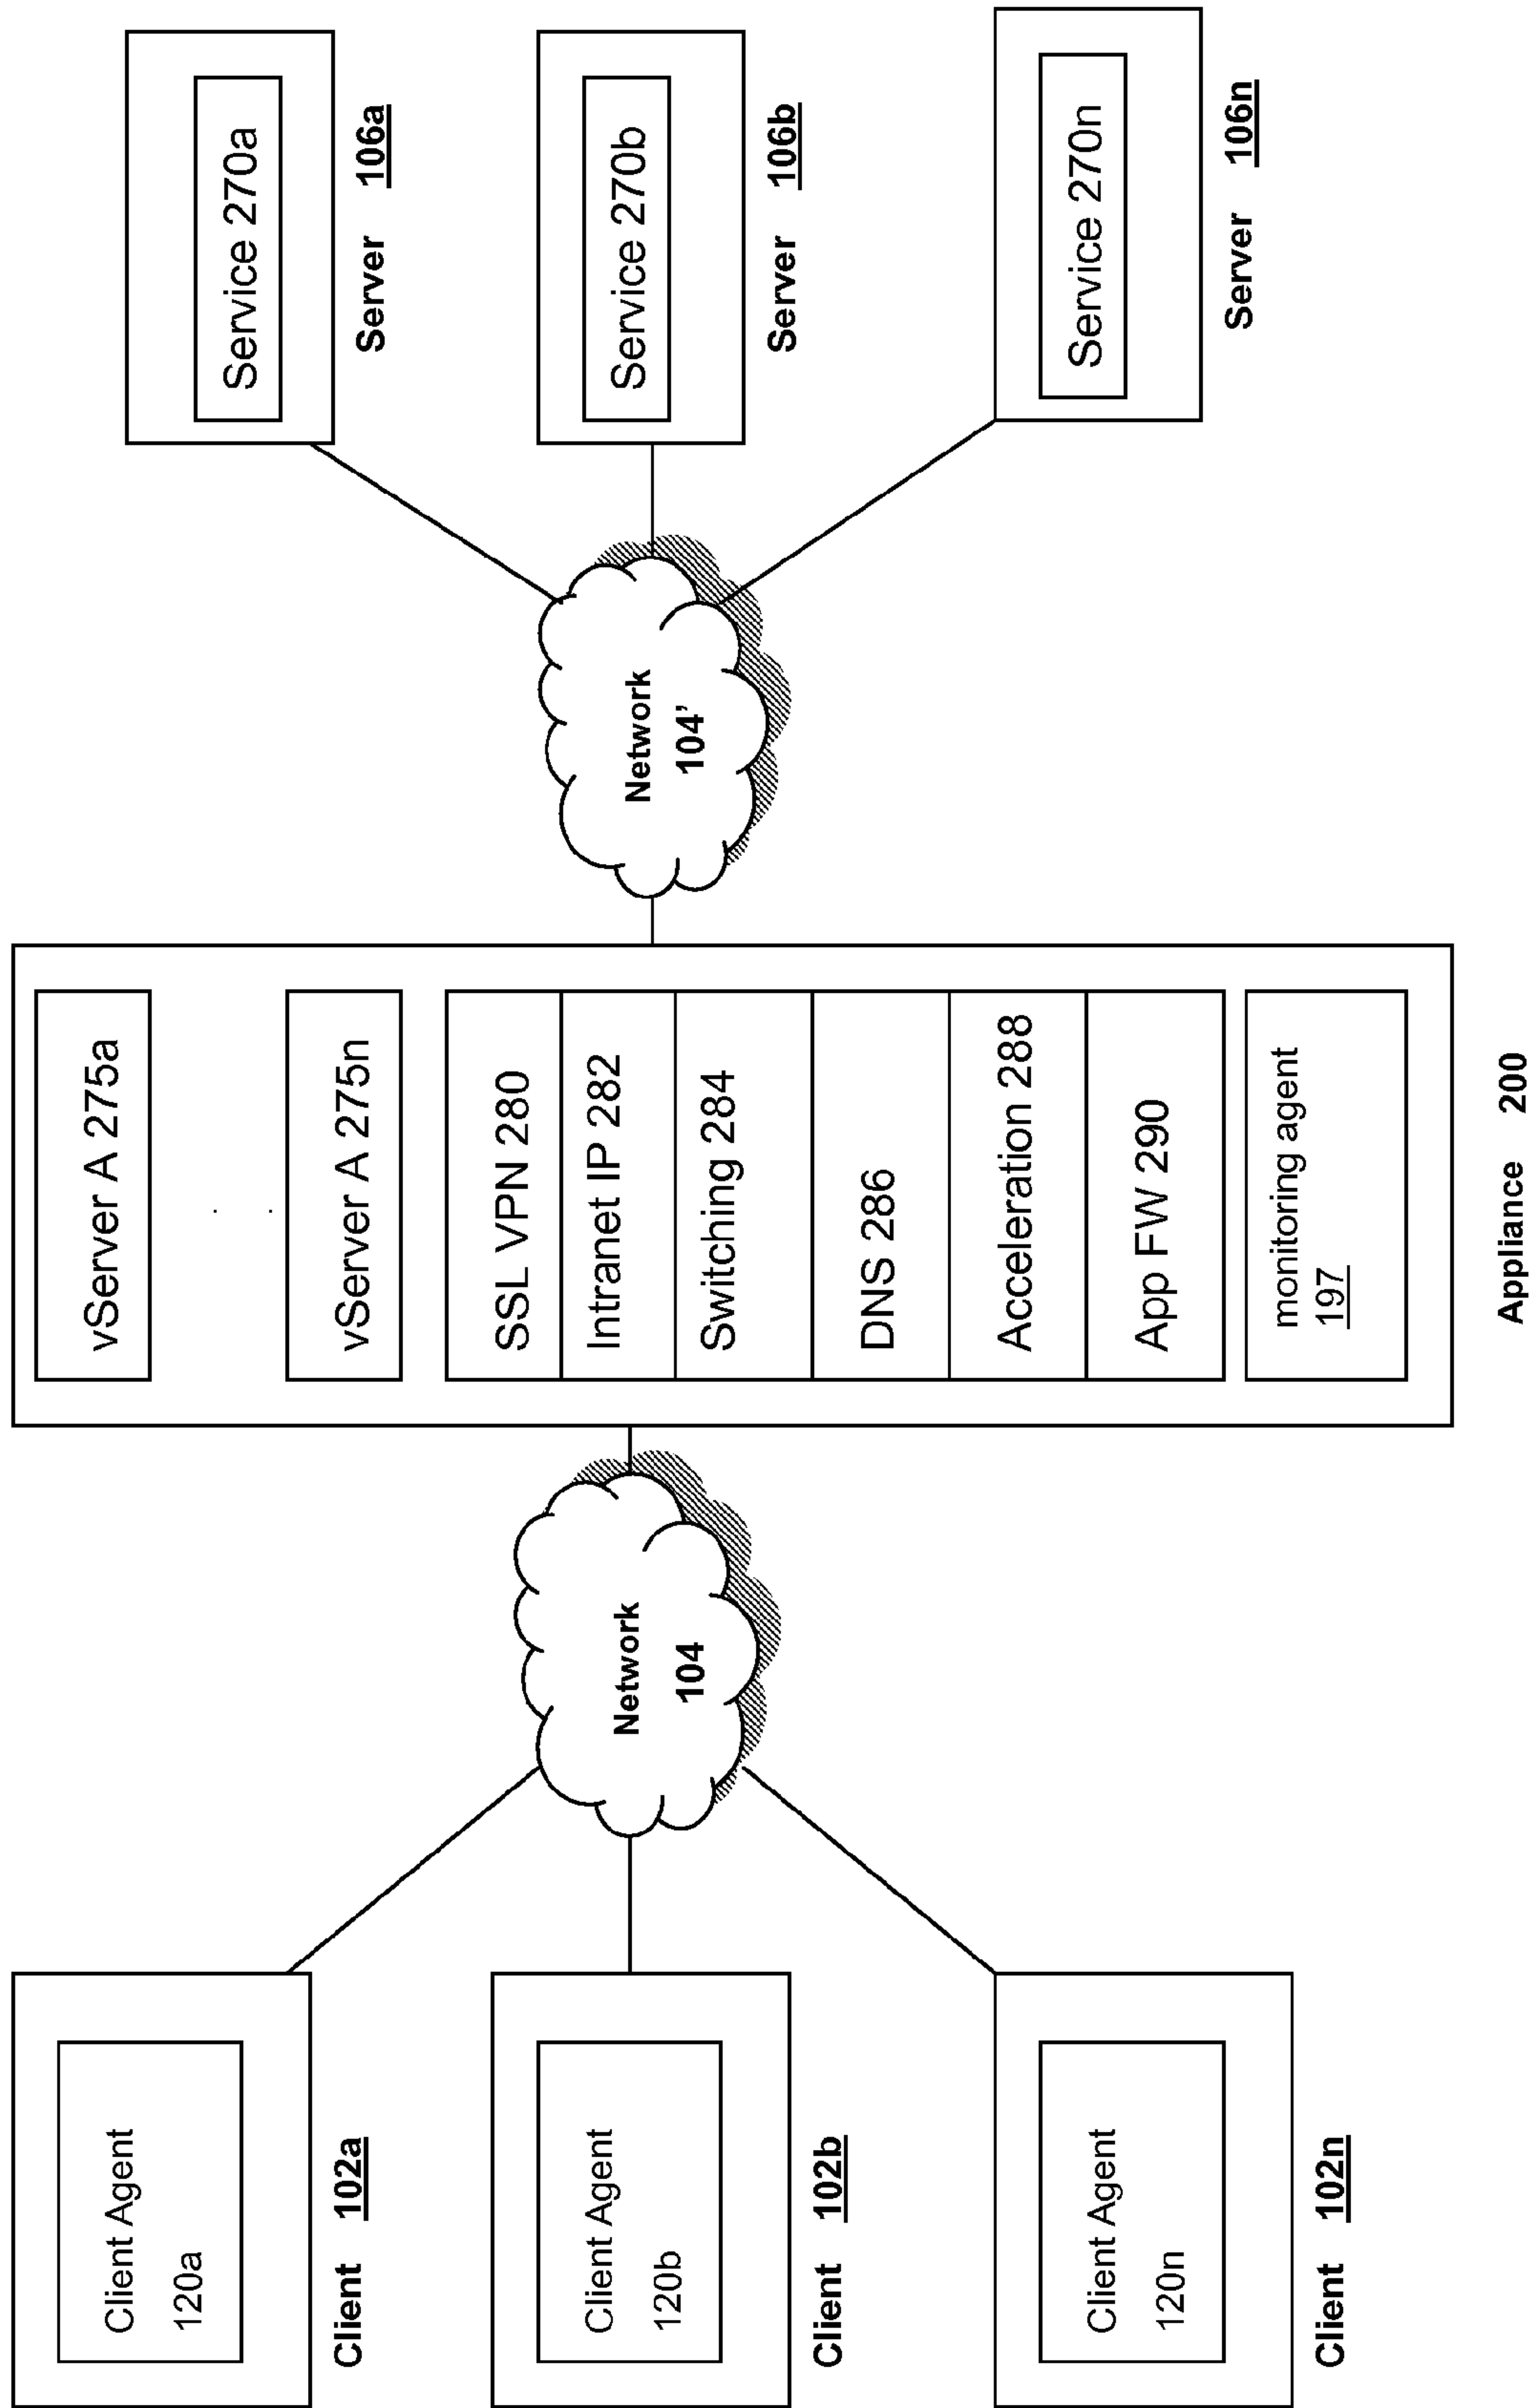 Client Agent
120a
Client 102a
Client Agent
120b
Client 102b
Client Agent
120n
Client 102n
Network
104
vServer A 275a
vServer A 275n
SSL VPN 280
Intranet IP 282
Switching 284
DNS 286
Acceleration 288
App FW 290
monitoring agent
197
Appliance 200
Network
104'
Service 270a
Server 106a
Service 270b
Server 106b
Service 270n
Server 106n